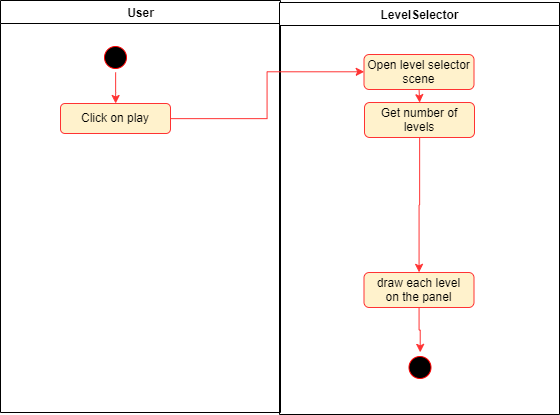 User
LevelSelector
Open level selector
scene
Click on play
Get number of
levels
draw each level
on the panel